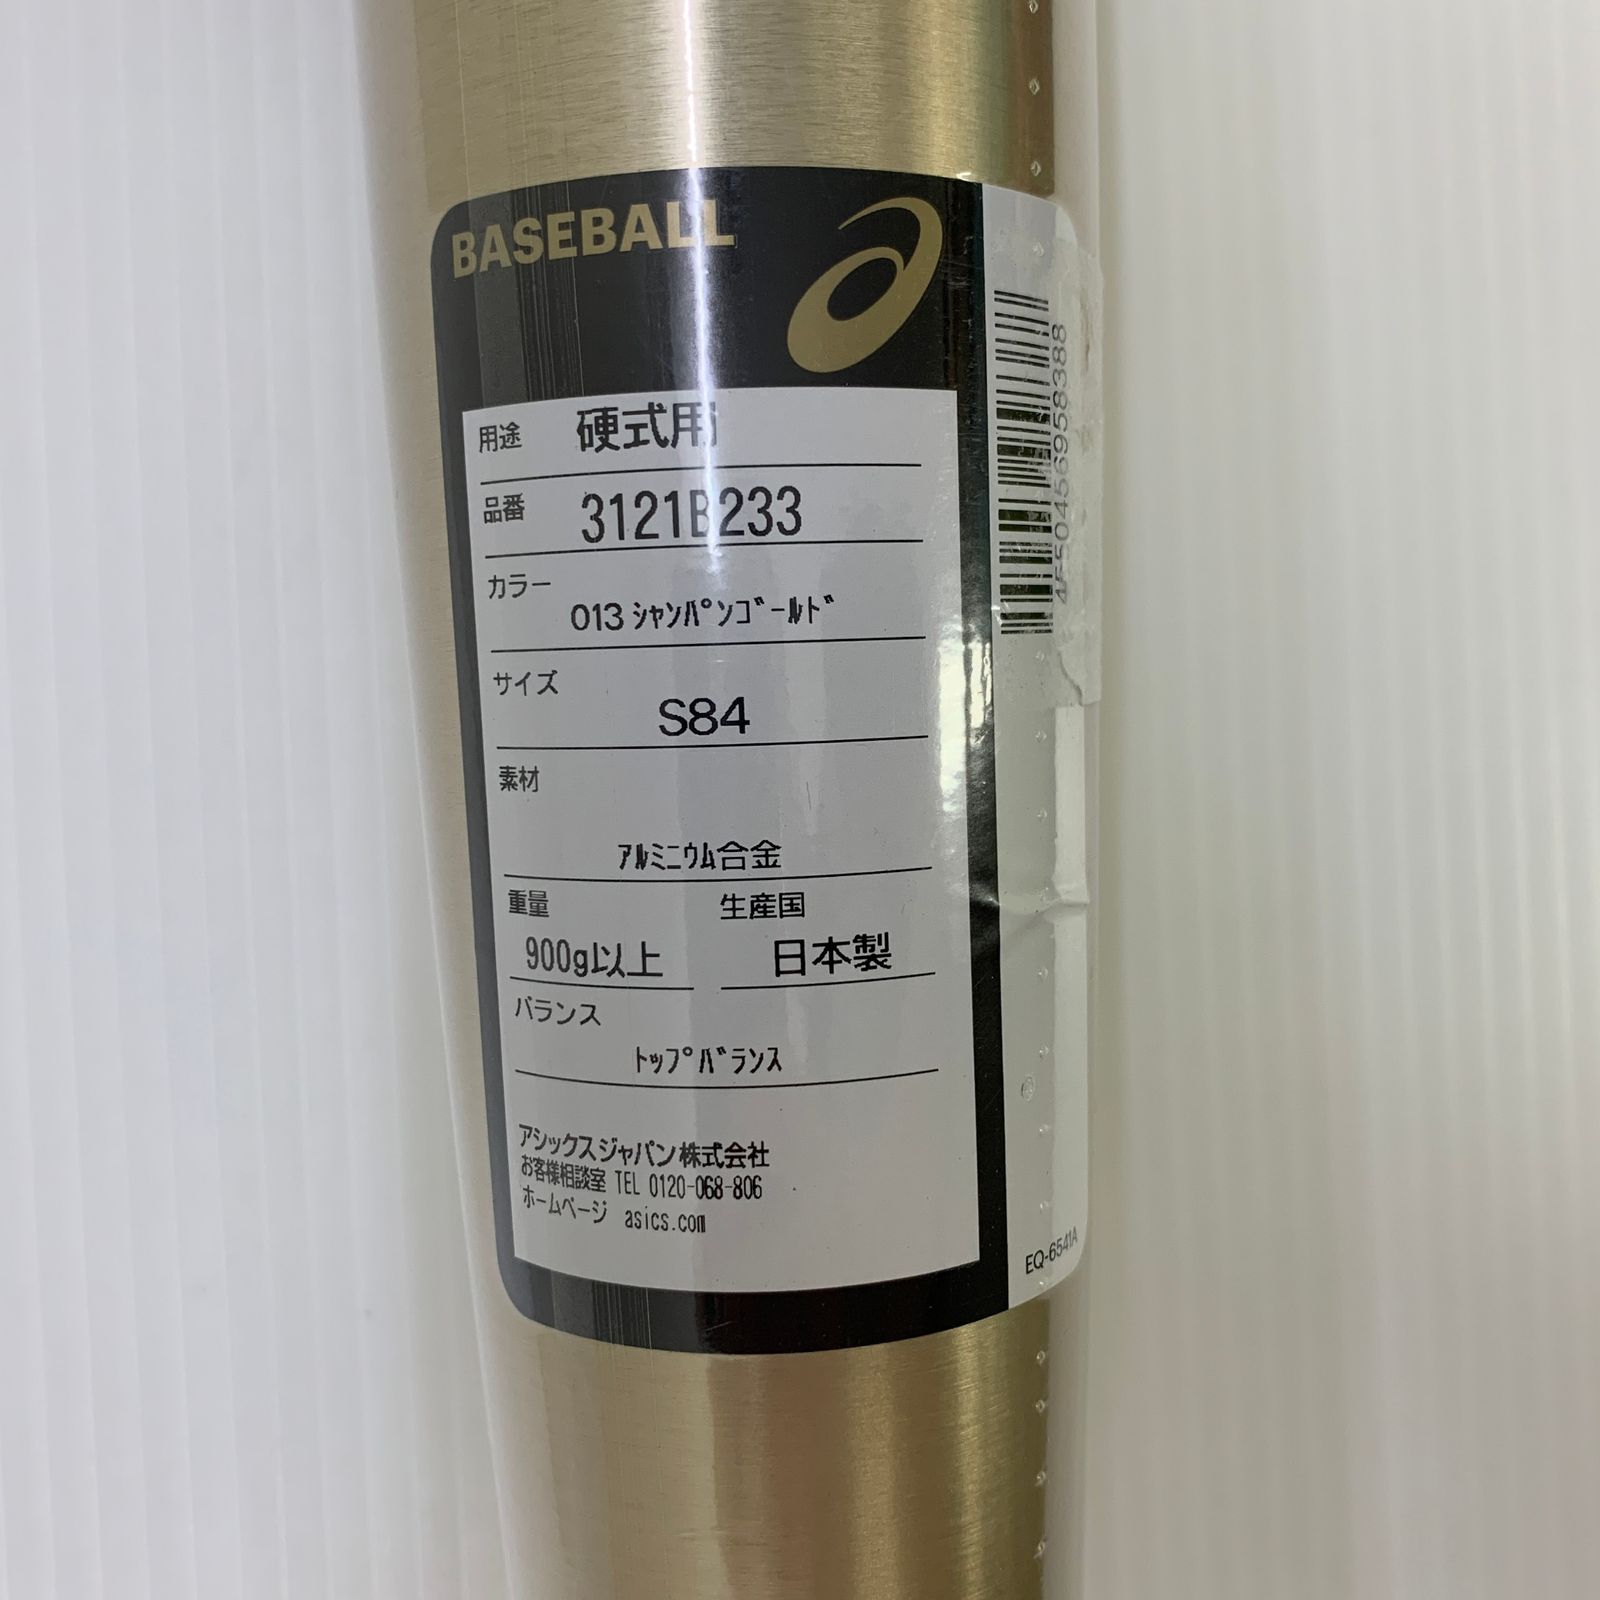 BASEBALL
用途 硬式用
品番 3121B233
カラー
013 ｼｬﾝﾊﾟﾝｺﾞｰﾙﾄﾞ
サイズ
S84
素材
ｱﾙﾐﾆｳﾑ合金
重量 生産国
900g以上 日本製
バランス
ﾄｯﾌﾟﾊﾞﾗﾝｽ
アシックスジャパン株式会社
お客様相談室 TEL 0120-068-806
ホームページ asics.com
EQ-6541A